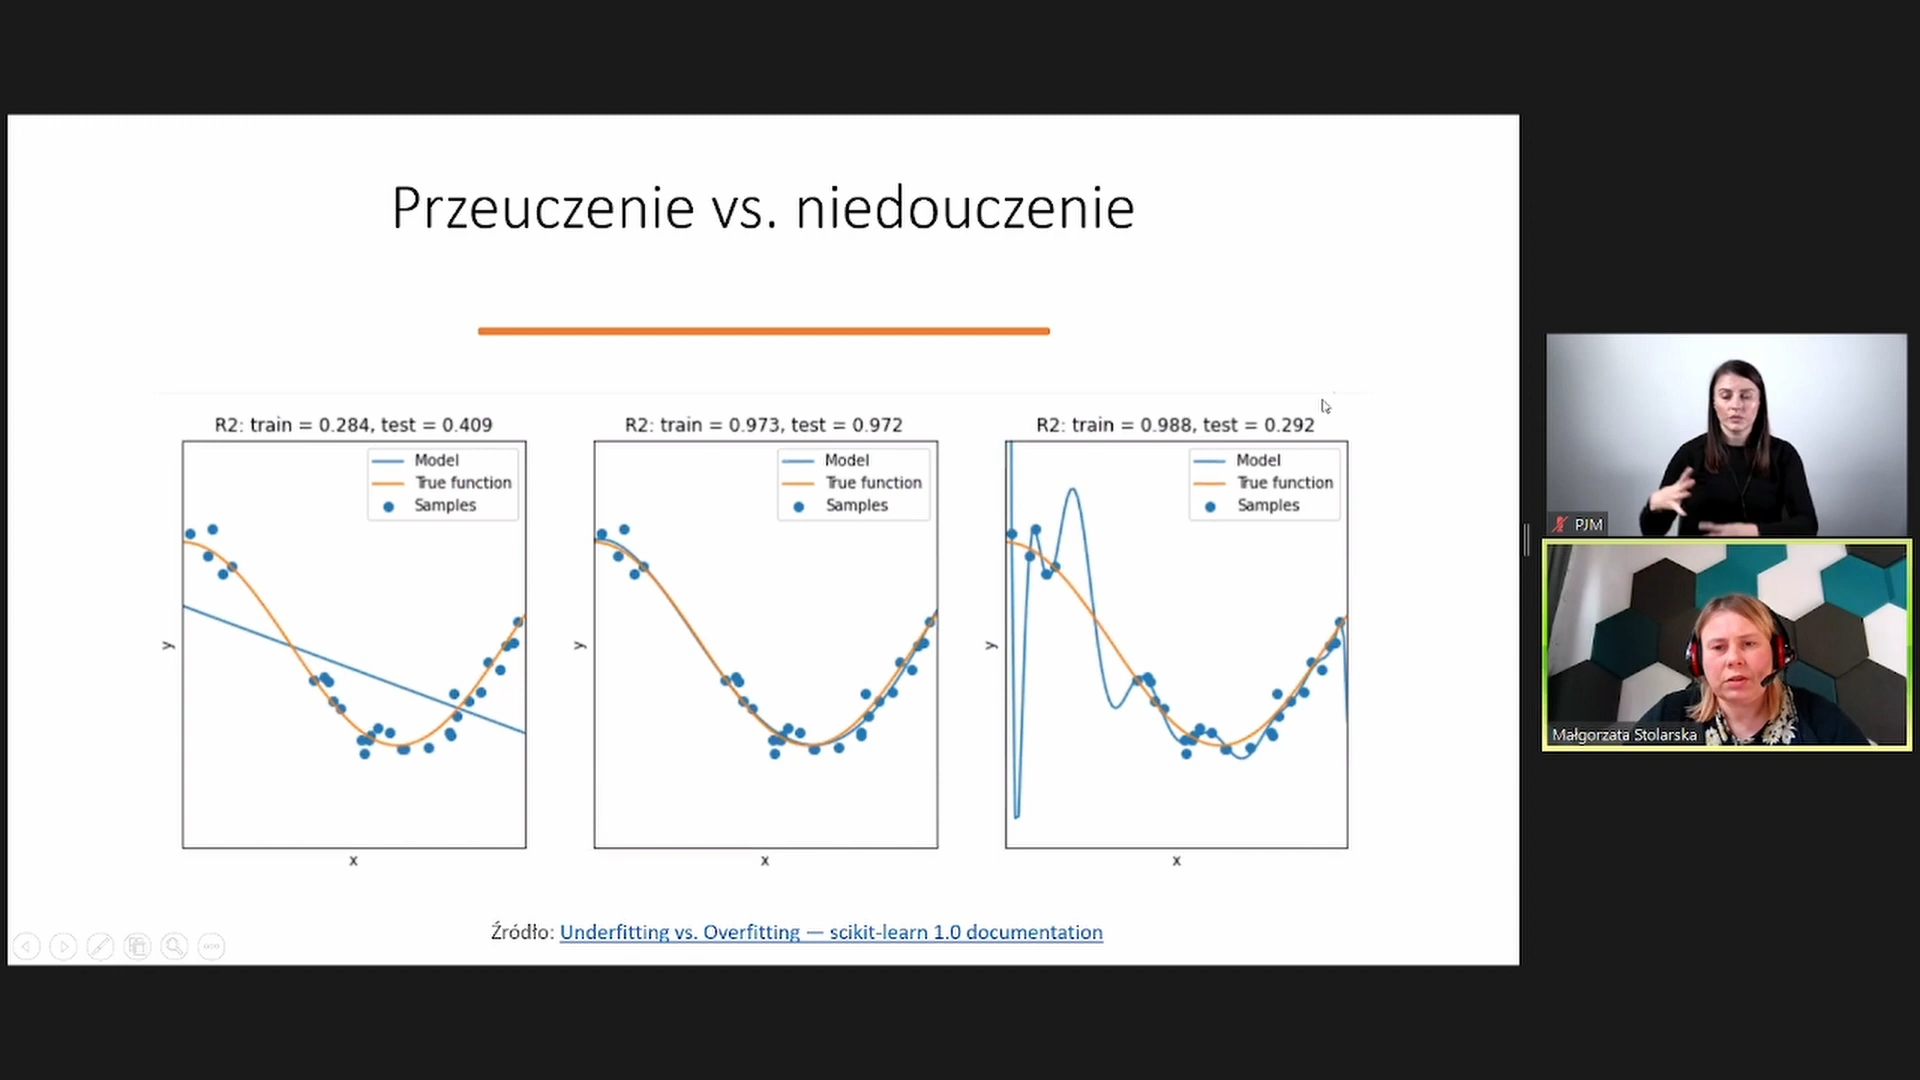 Przeuczenie vs. niedouczenie
R2: train = 0.284, test = 0.409
Model
True function
Samples
y
x
R2: train = 0.973, test = 0.972
Model
True function
Samples
y
x
R2: train = 0.988, test = 0.292
Model
True function
Samples
y
x
Źródło: Underfitting vs. Overfitting — scikit-learn 1.0 documentation
PJM
Małgorzata Stolarska